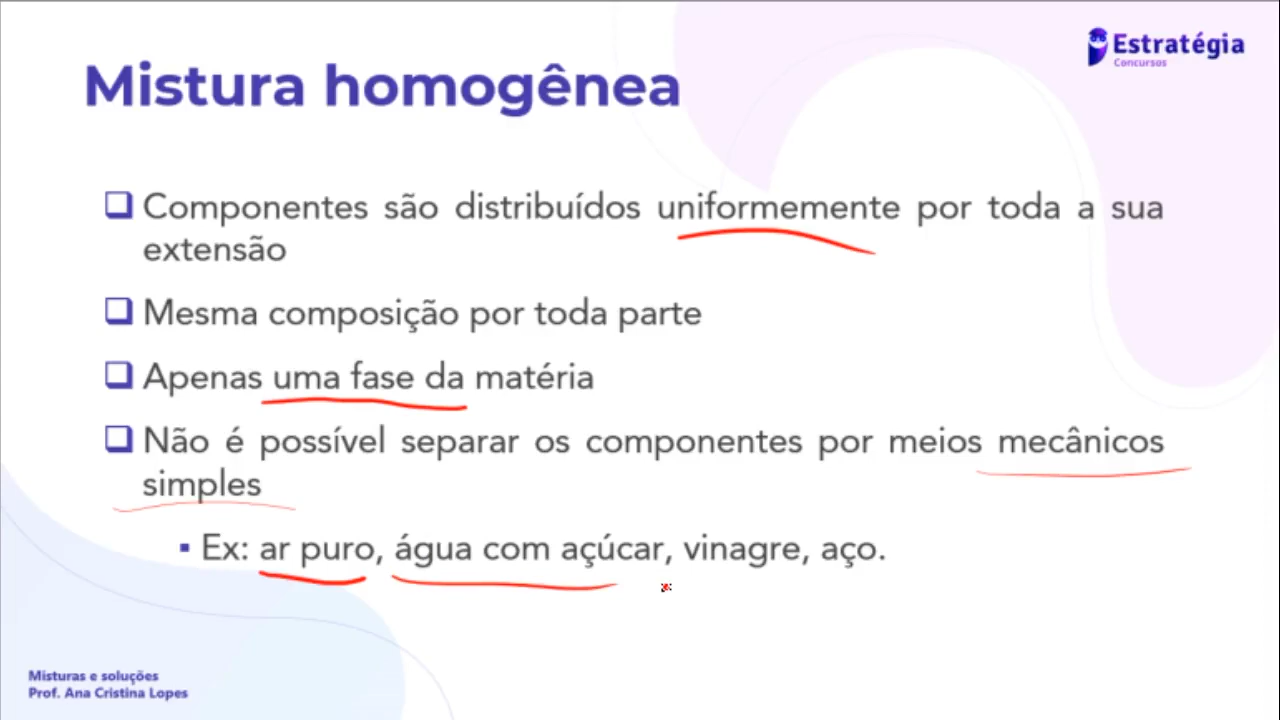 Estratégia
Concursos
Mistura homogênea
Componentes são distribuídos uniformemente por toda a sua
extensão
Mesma composição por toda parte
Apenas uma fase da matéria
Não é possível separar os componentes por meios mecânicos
simples
Ex: ar puro, água com açúcar, vinagre, aço.
Misturas e soluções
Prof. Ana Cristina Lopes